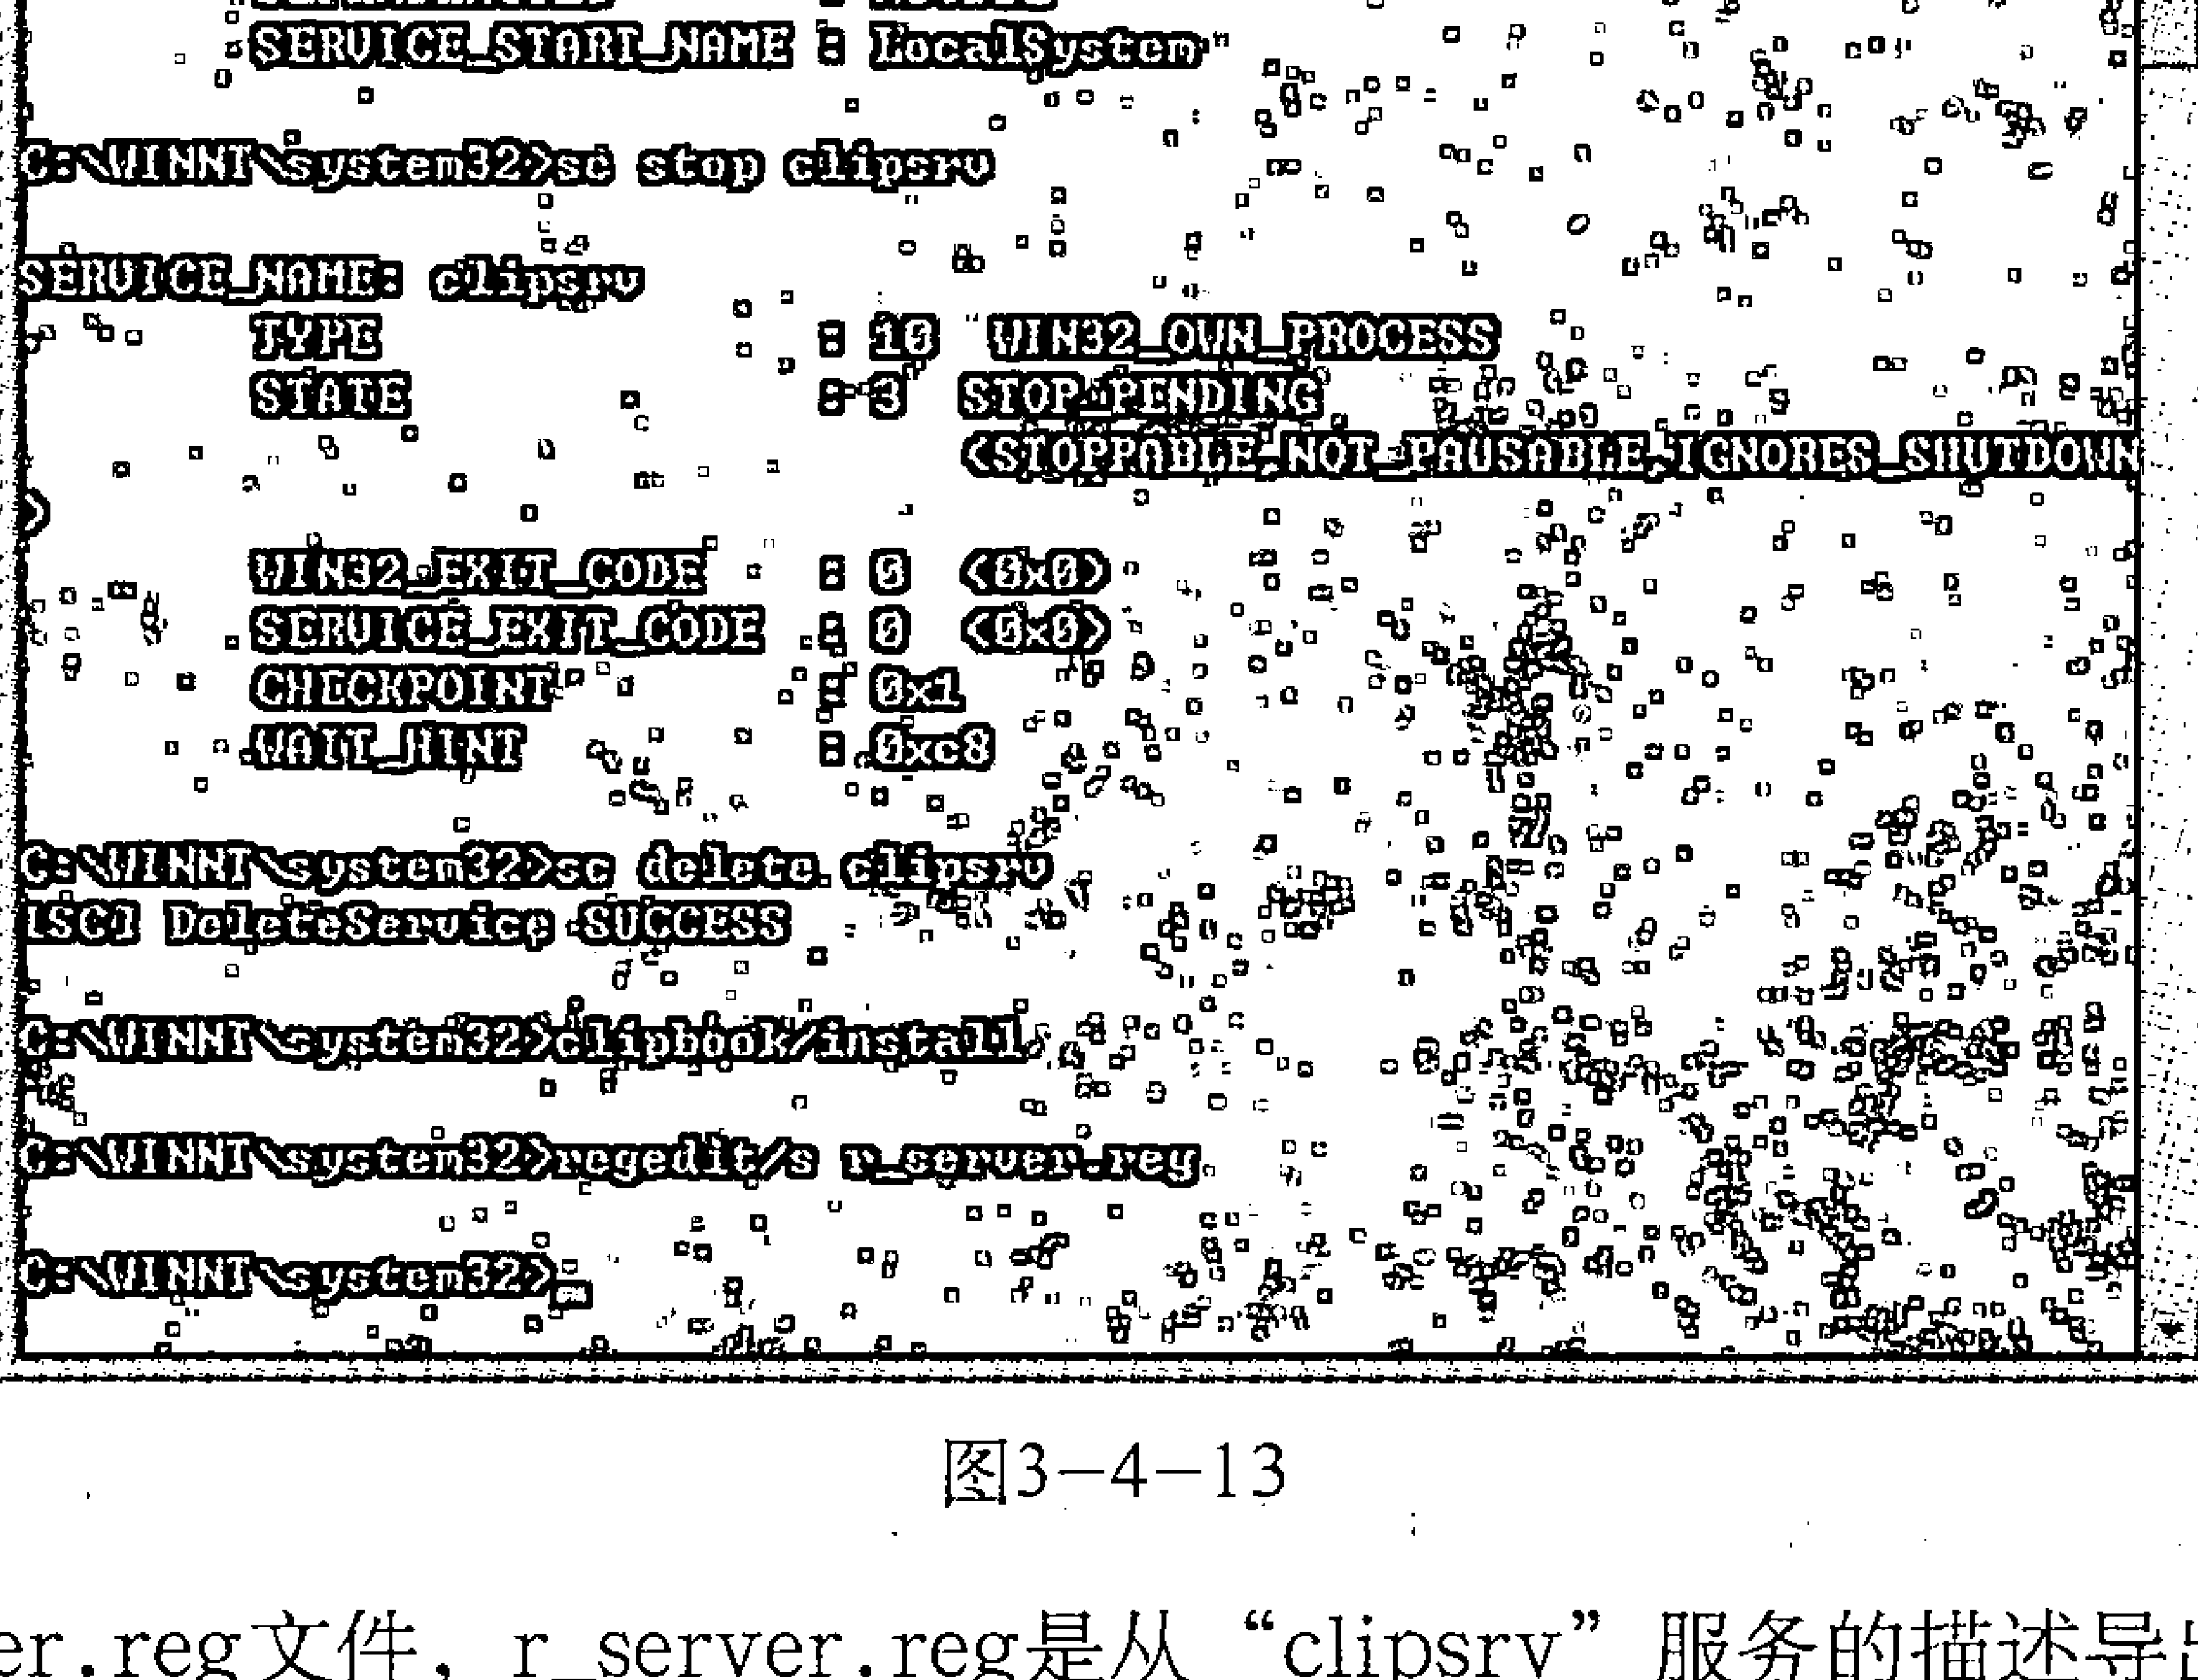 SERVICE_START_NAME : LocalSystem
C:\WINNT\system32>sc stop clipsrv
SERVICE_NAME: clipsrv
TYPE : 10 WIN32_OWN_PROCESS
STATE : 3 STOP_PENDING
(STOPPABLE,NOT_PAUSABLE,IGNORES_SHUTDOWN
)
WIN32_EXIT_CODE : 0 (0x0)
SERVICE_EXIT_CODE : 0 (0x0)
CHECKPOINT : 0x1
WAIT_HINT : 0xc8
C:\WINNT\system32>sc delete clipsrv
[SC] DeleteService SUCCESS
C:\WINNT\system32>clipbook/install
C:\WINNT\system32>regedit/s r_server.reg
C:\WINNT\system32>_
图3-4-13
er.reg文件，r_server.reg是从“clipsrv”服务的描述导出